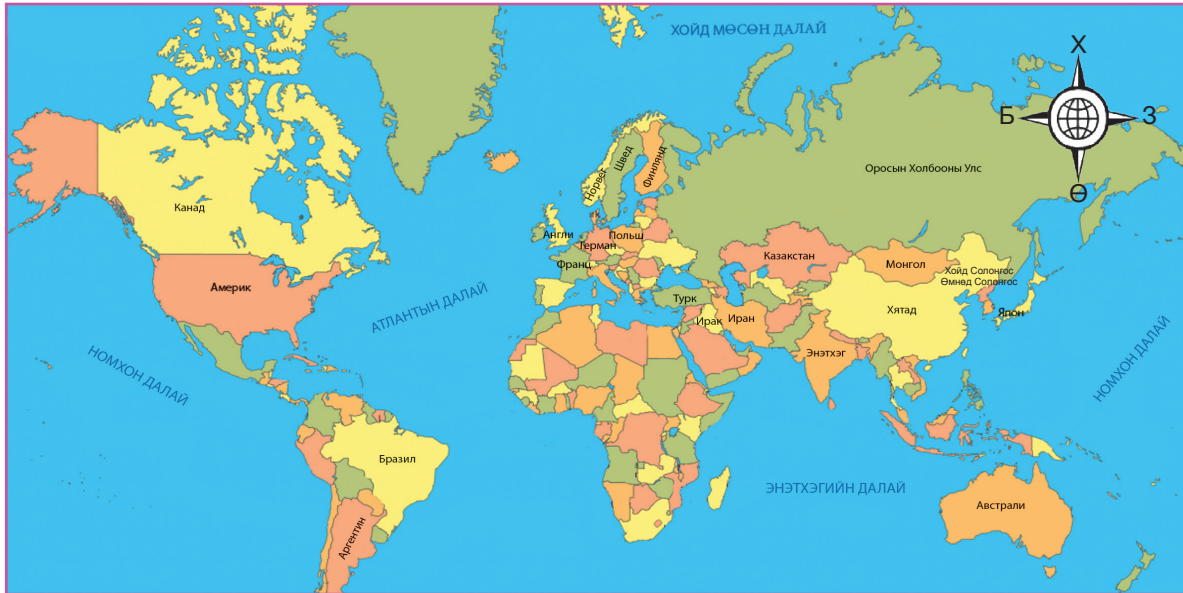 ХОЙД МӨСӨН ДАЛАЙ
Х
Б
З
Ө
Норвег
Швед
Финлянд
Оросын Холбооны Улс
Канад
Англи
Польш
Герман
Франц
Казакстан
Монгол
Хойд Солонгос
Өмнөд Солонгос
Америк
АТЛАНТЫН ДАЛАЙ
Турк
Ирак
Иран
Хятад
Япон
НОМХОН ДАЛАЙ
Энэтхэг
НОМХОН ДАЛАЙ
Бразил
ЭНЭТХЭГИЙН ДАЛАЙ
Австрали
Аргентин